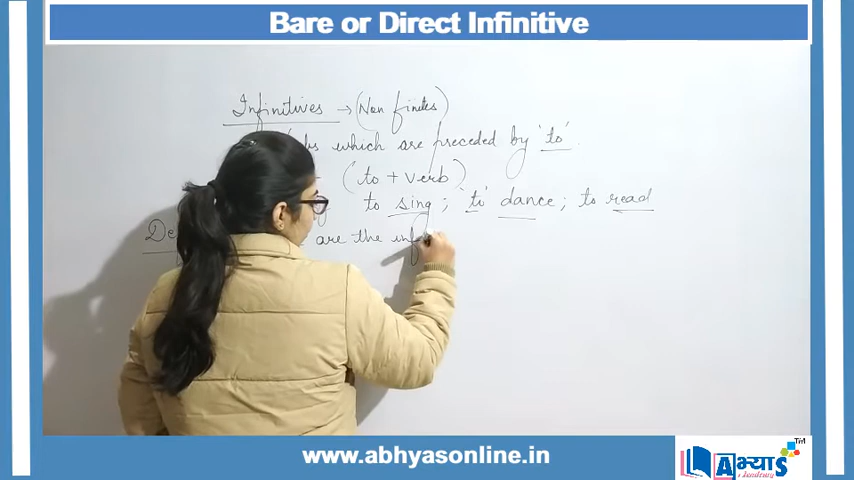 Bare or Direct Infinitive
Infinitives → (Non finites)
which are preceded by 'to'.
(to + verb)
to sing ; 'to' dance ; to read
are the
www.abhyasonline.in
अभ्याS
TM